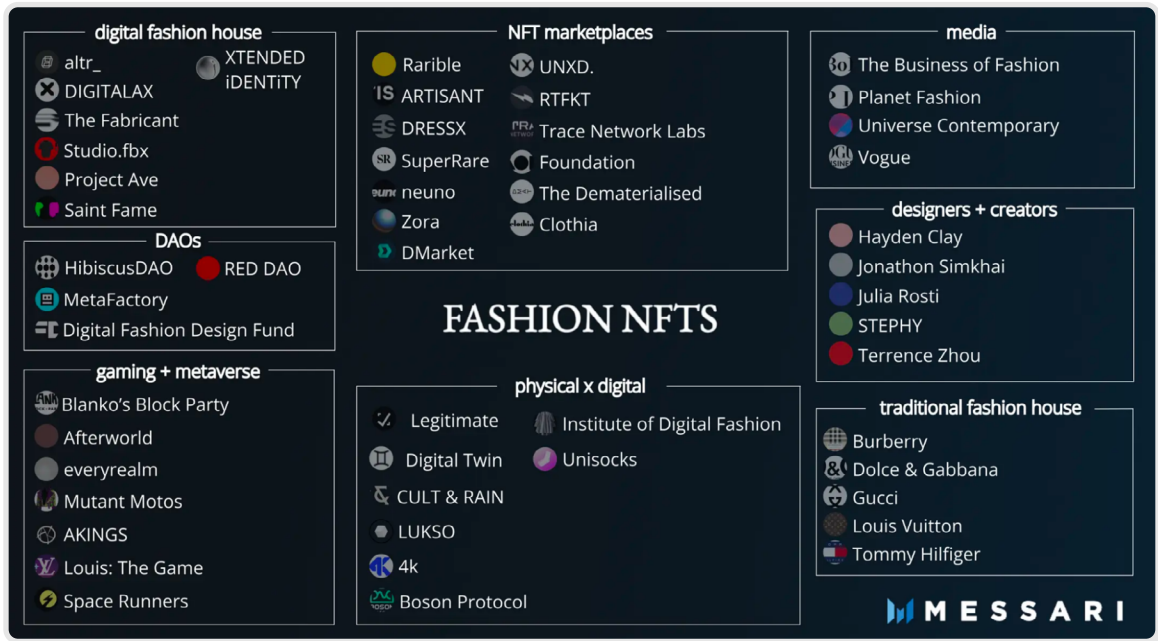 digital fashion house
altr_
DIGITALAX
The Fabricant
Studio.fbx
Project Ave
Saint Fame
XTENDED
iDENTiTY
DAOs
HibiscusDAO
RED DAO
MetaFactory
Digital Fashion Design Fund
gaming + metaverse
Blanko's Block Party
Afterworld
everyrealm
Mutant Motos
AKINGS
Louis: The Game
Space Runners
NFT marketplaces
Rarible
ARTISANT
DRESSX
SR
SuperRare
neuno
Zora
DMarket
UNXD.
RTFKT
Trace Network Labs
Foundation
The Dematerialised
Clothia
FASHION NFTS
physical x digital
Legitimate
Digital Twin
CULT & RAIN
LUKSO
4k
Boson Protocol
Institute of Digital Fashion
Unisocks
media
The Business of Fashion
Planet Fashion
Universe Contemporary
Vogue
designers + creators
Hayden Clay
Jonathon Simkhai
Julia Rosti
STEPHY
Terrence Zhou
traditional fashion house
Burberry
Dolce & Gabbana
Gucci
Louis Vuitton
Tommy Hilfiger
MESSARI